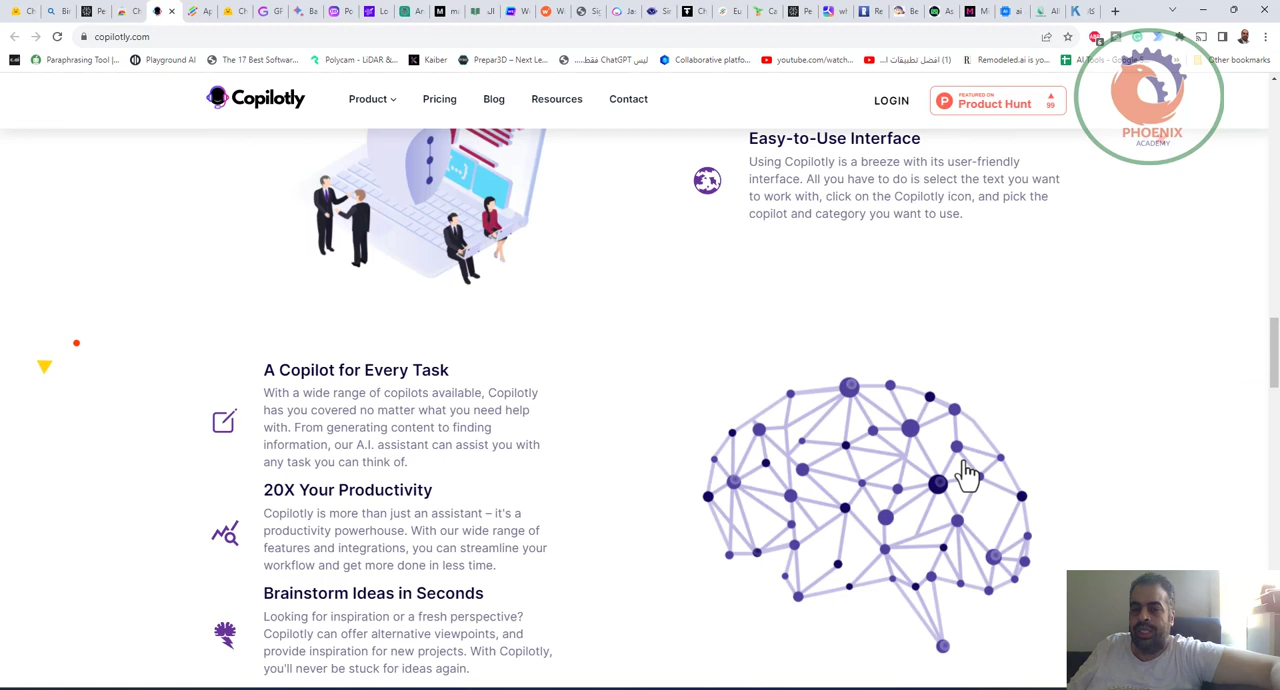 copilotly.com
Paraphrasing Tool |...
Playground AI
The 17 Best Softwar...
Polycam - LiDAR &...
Kaiber
Prepar3D – Next Le...
ليس ChatGPT فقط.....
Collaborative platfo...
youtube.com/watch...
(1) افضل تطبيقات ا...
Remodeled.ai is yo...
Other bookmarks
Copilotly
Product
Pricing
Blog
Resources
Contact
LOGIN
FEATURED ON
Product Hunt
99
PHOENIX
ACADEMY
Easy-to-Use Interface
Using Copilotly is a breeze with its user-friendly
interface. All you have to do is select the text you want
to work with, click on the Copilotly icon, and pick the
copilot and category you want to use.
A Copilot for Every Task
With a wide range of copilots available, Copilotly
has you covered no matter what you need help
with. From generating content to finding
information, our A.I. assistant can assist you with
any task you can think of.
20X Your Productivity
Copilotly is more than just an assistant – it's a
productivity powerhouse. With our wide range of
features and integrations, you can streamline your
workflow and get more done in less time.
Brainstorm Ideas in Seconds
Looking for inspiration or a fresh perspective?
Copilotly can offer alternative viewpoints, and
provide inspiration for new projects. With Copilotly,
you'll never be stuck for ideas again.